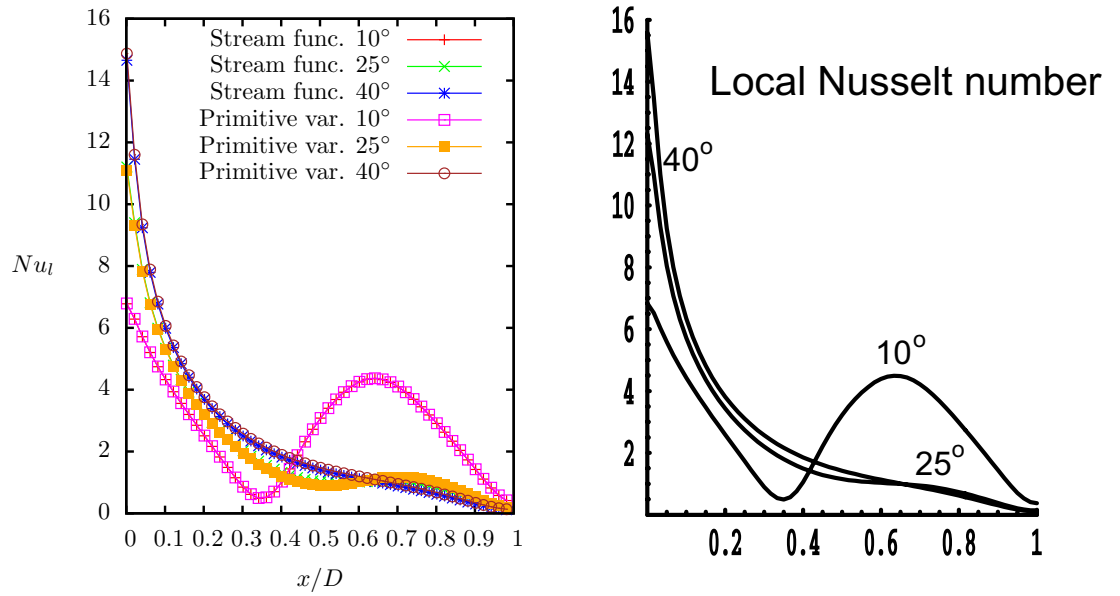 16
14
12
10
8
6
4
2
0
Nu_l
Stream func. 10°
Stream func. 25°
Stream func. 40°
Primitive var. 10°
Primitive var. 25°
Primitive var. 40°
0 0.1 0.2 0.3 0.4 0.5 0.6 0.7 0.8 0.9 1
x/D
Local Nusselt number
16
14
12
10
8
6
4
2
40°
10°
25°
0.2 0.4 0.6 0.8 1